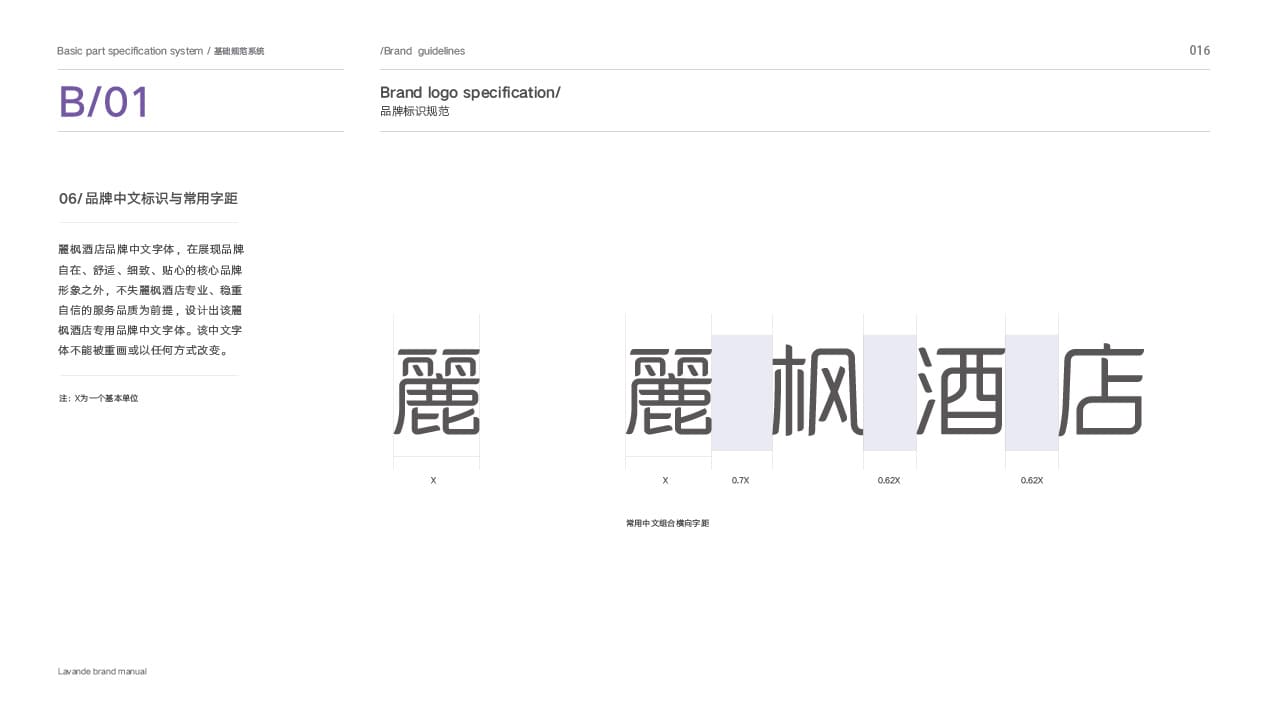 Basic part specification system / 基础规范系统
/Brand guidelines
016
B/01
Brand logo specification/
品牌标识规范
06/品牌中文标识与常用字距
麗枫酒店品牌中文字体，在展现品牌
自在、舒适、细致、贴心的核心品牌
形象之外，不失麗枫酒店专业、稳重
自信的服务品质为前提，设计出该麗
枫酒店专用品牌中文字体。该中文字
体不能被重画或以任何方式改变。
注：X为一个基本单位
麗
麗枫酒店
X
X
0.7X
0.62X
0.62X
常用中文组合横向字距
Lavande brand manual